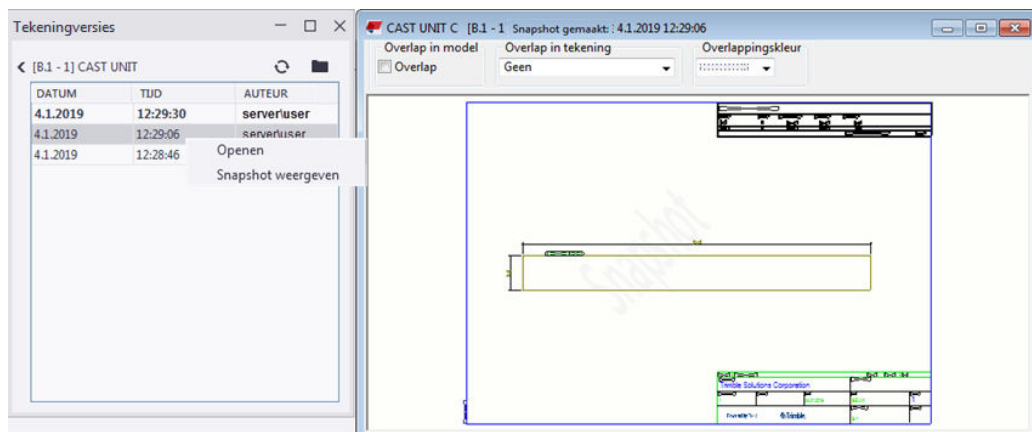 Tekeningversies
[B.1 - 1] CAST UNIT
DATUM TIJD AUTEUR
4.1.2019 12:29:30 server\user
4.1.2019 12:29:06 server\user
4.1.2019 12:28:46
Openen
Snapshot weergeven
CAST UNIT C [B.1 - 1 Snapshot gemaakt: : 4.1.2019 12:29:06
Overlap in model Overlap in tekening Overlappingskleur
Overlap Geen
Snapshot
Trimble Solutions Corporation
Trimble